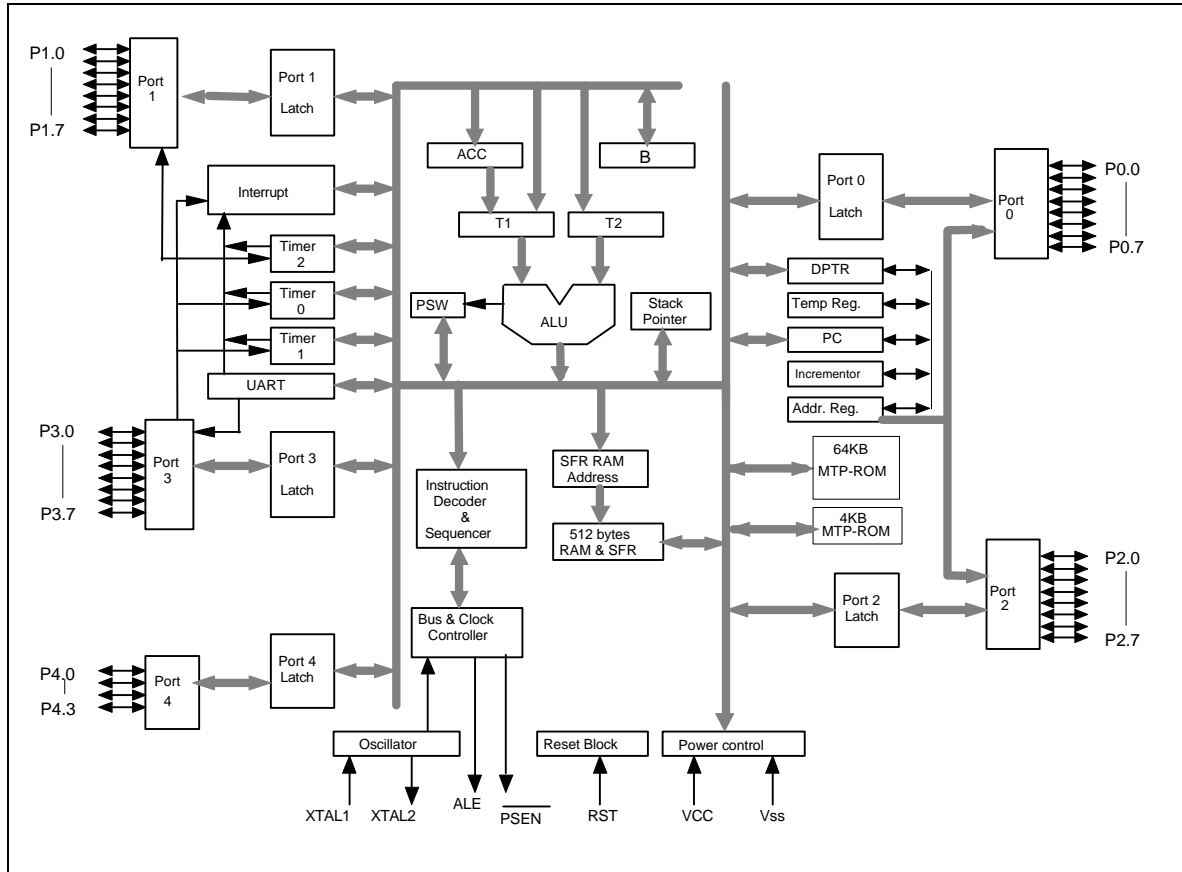 P1.0
P1.7
Port
1
Port 1
Latch
Interrupt
Timer
2
Timer
0
Timer
1
UART
P3.0
P3.7
Port
3
Port 3
Latch
P4.0
P4.3
Port
4
Port 4
Latch
ACC
B
T1
T2
PSW
ALU
Stack
Pointer
Instruction
Decoder
&
Sequencer
SFR RAM
Address
512 bytes
RAM & SFR
Bus & Clock
Controller
Oscillator
Reset Block
Power control
XTAL1
XTAL2
ALE
PSEN
RST
VCC
Vss
Port 0
Latch
Port
0
P0.0
P0.7
DPTR
Temp Reg.
PC
Incrementor
Addr. Reg.
64KB
MTP-ROM
4KB
MTP-ROM
Port 2
Latch
Port
2
P2.0
P2.7